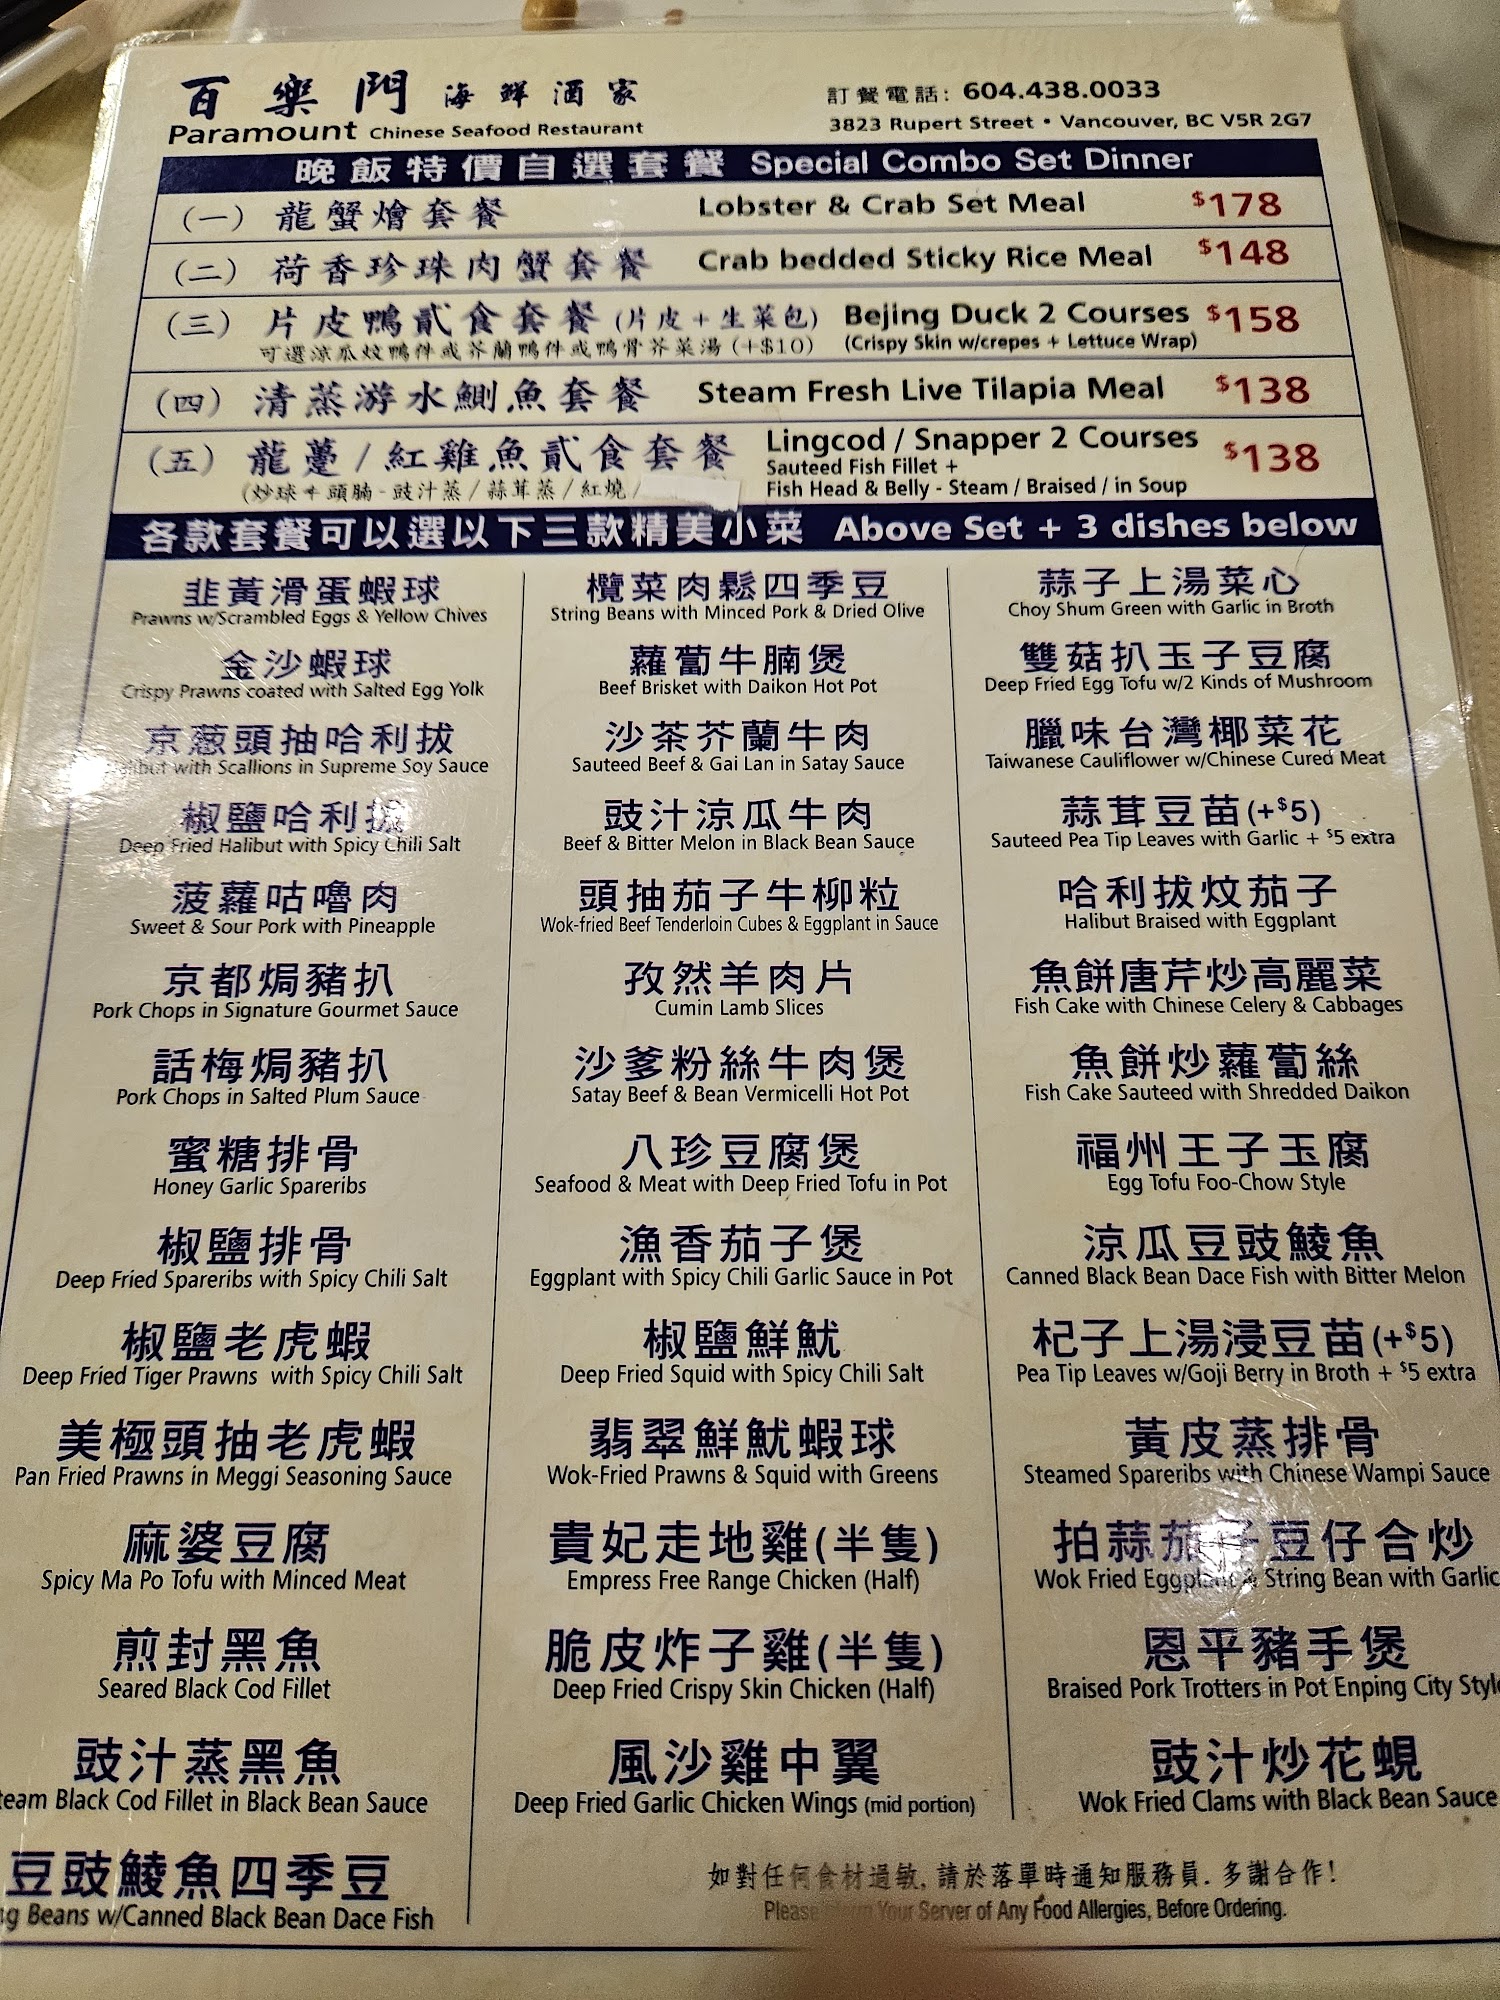 百樂門 海鮮酒家
Paramount Chinese Seafood Restaurant
訂餐電話: 604.438.0033
3823 Rupert Street • Vancouver, BC V5R 2G7
晚飯特價自選套餐 Special Combo Set Dinner
(一) 龍蟹燴套餐 Lobster & Crab Set Meal $178
(二) 荷香珍珠肉蟹套餐 Crab bedded Sticky Rice Meal $148
(三) 片皮鴨貳食套餐 (片皮+生菜包) Bejing Duck 2 Courses $158
可選涼瓜炆鴨件或芥蘭鴨件或鴨骨芥菜湯 (+$10) (Crispy Skin w/crepes + Lettuce Wrap)
(四) 清蒸游水鰂魚套餐 Steam Fresh Live Tilapia Meal $138
(五) 龍躉/紅雞魚貳食套餐 Lingcod / Snapper 2 Courses $138
Sauteed Fish Fillet +
(炒球+頭腩-豉汁蒸/蒜茸蒸/紅燒/ Fish Head & Belly - Steam / Braised / in Soup
各款套餐可以選以下三款精美小菜 Above Set + 3 dishes below
韭黃滑蛋蝦球
Prawns w/Scrambled Eggs & Yellow Chives
金沙蝦球
Crispy Prawns coated with Salted Egg Yolk
京葱頭抽哈利拔
with Scallions in Supreme Soy Sauce
椒鹽哈利拔
Deep Fried Halibut with Spicy Chili Salt
菠蘿咕嚕肉
Sweet & Sour Pork with Pineapple
京都焗豬扒
Pork Chops in Signature Gourmet Sauce
話梅焗豬扒
Pork Chops in Salted Plum Sauce
蜜糖排骨
Honey Garlic Spareribs
椒鹽排骨
Deep Fried Spareribs with Spicy Chili Salt
椒鹽老虎蝦
Deep Fried Tiger Prawns with Spicy Chili Salt
美極頭抽老虎蝦
Pan Fried Prawns in Meggi Seasoning Sauce
麻婆豆腐
Spicy Ma Po Tofu with Minced Meat
煎封黑魚
Seared Black Cod Fillet
豉汁蒸黑魚
team Black Cod Fillet in Black Bean Sauce
豆豉鯪魚四季豆
ng Beans w/Canned Black Bean Dace Fish
欖菜肉鬆四季豆
String Beans with Minced Pork & Dried Olive
蘿蔔牛腩煲
Beef Brisket with Daikon Hot Pot
沙茶芥蘭牛肉
Sauteed Beef & Gai Lan in Satay Sauce
豉汁涼瓜牛肉
Beef & Bitter Melon in Black Bean Sauce
頭抽茄子牛柳粒
Wok-fried Beef Tenderloin Cubes & Eggplant in Sauce
孜然羊肉片
Cumin Lamb Slices
沙爹粉絲牛肉煲
Satay Beef & Bean Vermicelli Hot Pot
八珍豆腐煲
Seafood & Meat with Deep Fried Tofu in Pot
漁香茄子煲
Eggplant with Spicy Chili Garlic Sauce in Pot
椒鹽鮮魷
Deep Fried Squid with Spicy Chili Salt
翡翠鮮魷蝦球
Wok-Fried Prawns & Squid with Greens
貴妃走地雞(半隻)
Empress Free Range Chicken (Half)
脆皮炸子雞(半隻)
Deep Fried Crispy Skin Chicken (Half)
風沙雞中翼
Deep Fried Garlic Chicken Wings (mid portion)
蒜子上湯菜心
Choy Shum Green with Garlic in Broth
雙菇扒玉子豆腐
Deep Fried Egg Tofu w/2 Kinds of Mushroom
臘味台灣椰菜花
Taiwanese Cauliflower w/Chinese Cured Meat
蒜茸豆苗(+$5)
Sauteed Pea Tip Leaves with Garlic + $5 extra
哈利拔炆茄子
Halibut Braised with Eggplant
魚餅唐芹炒高麗菜
Fish Cake with Chinese Celery & Cabbages
魚餅炒蘿蔔絲
Fish Cake Sauteed with Shredded Daikon
福州王子玉腐
Egg Tofu Foo-Chow Style
涼瓜豆豉鯪魚
Canned Black Bean Dace Fish with Bitter Melon
杞子上湯浸豆苗(+$5)
Pea Tip Leaves w/Goji Berry in Broth + $5 extra
黃皮蒸排骨
Steamed Spareribs with Chinese Wampi Sauce
拍蒜茄子豆仔合炒
Wok Fried Eggplant & String Bean with Garlic
恩平豬手煲
Braised Pork Trotters in Pot Enping City Style
豉汁炒花蜆
Wok Fried Clams with Black Bean Sauce
如對任何食材過敏, 請於落單時通知服務員. 多謝合作!
Please Your Server of Any Food Allergies, Before Ordering.